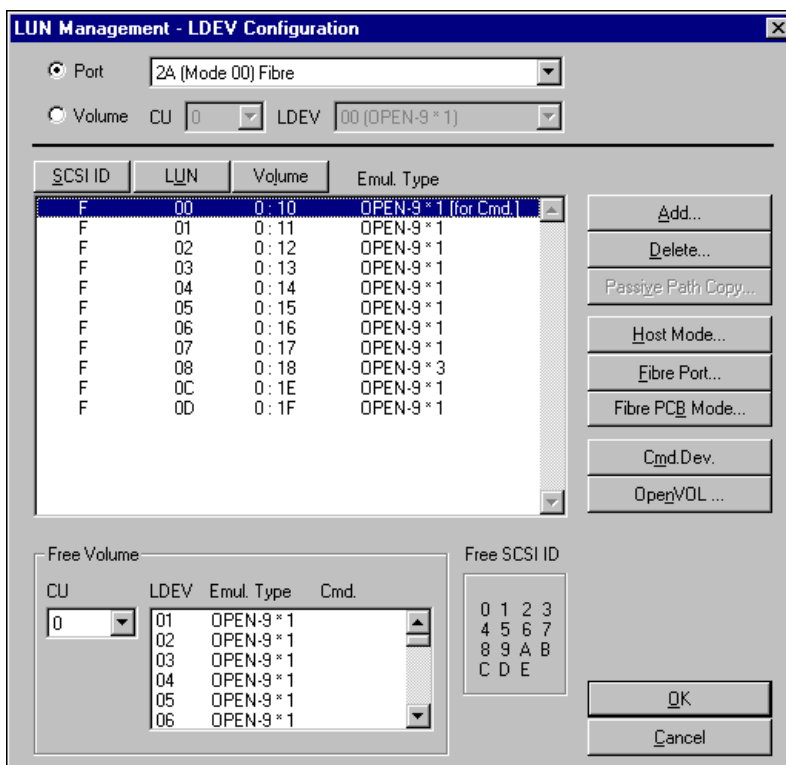 LUN Management - LDEV Configuration
Port 2A (Mode 00) Fibre
Volume CU 0 LDEV 00 (OPEN-9 * 1)
SCSI ID LUN Volume Emul. Type
F 00 0 : 10 OPEN-9 * 1 [for Cmd.]
F 01 0 : 11 OPEN-9 * 1
F 02 0 : 12 OPEN-9 * 1
F 03 0 : 13 OPEN-9 * 1
F 04 0 : 14 OPEN-9 * 1
F 05 0 : 15 OPEN-9 * 1
F 06 0 : 16 OPEN-9 * 1
F 07 0 : 17 OPEN-9 * 1
F 08 0 : 18 OPEN-9 * 3
F 0C 0 : 1E OPEN-9 * 1
F 0D 0 : 1F OPEN-9 * 1
Add...
Delete...
Passive Path Copy...
Host Mode...
Fibre Port...
Fibre PCB Mode...
Cmd.Dev.
OpenVOL ...
Free Volume
CU LDEV Emul. Type Cmd.
0
01 OPEN-9 * 1
02 OPEN-9 * 1
03 OPEN-9 * 1
04 OPEN-9 * 1
05 OPEN-9 * 1
06 OPEN-9 * 1
Free SCSI ID
0 1 2 3
4 5 6 7
8 9 A B
C D E
OK
Cancel